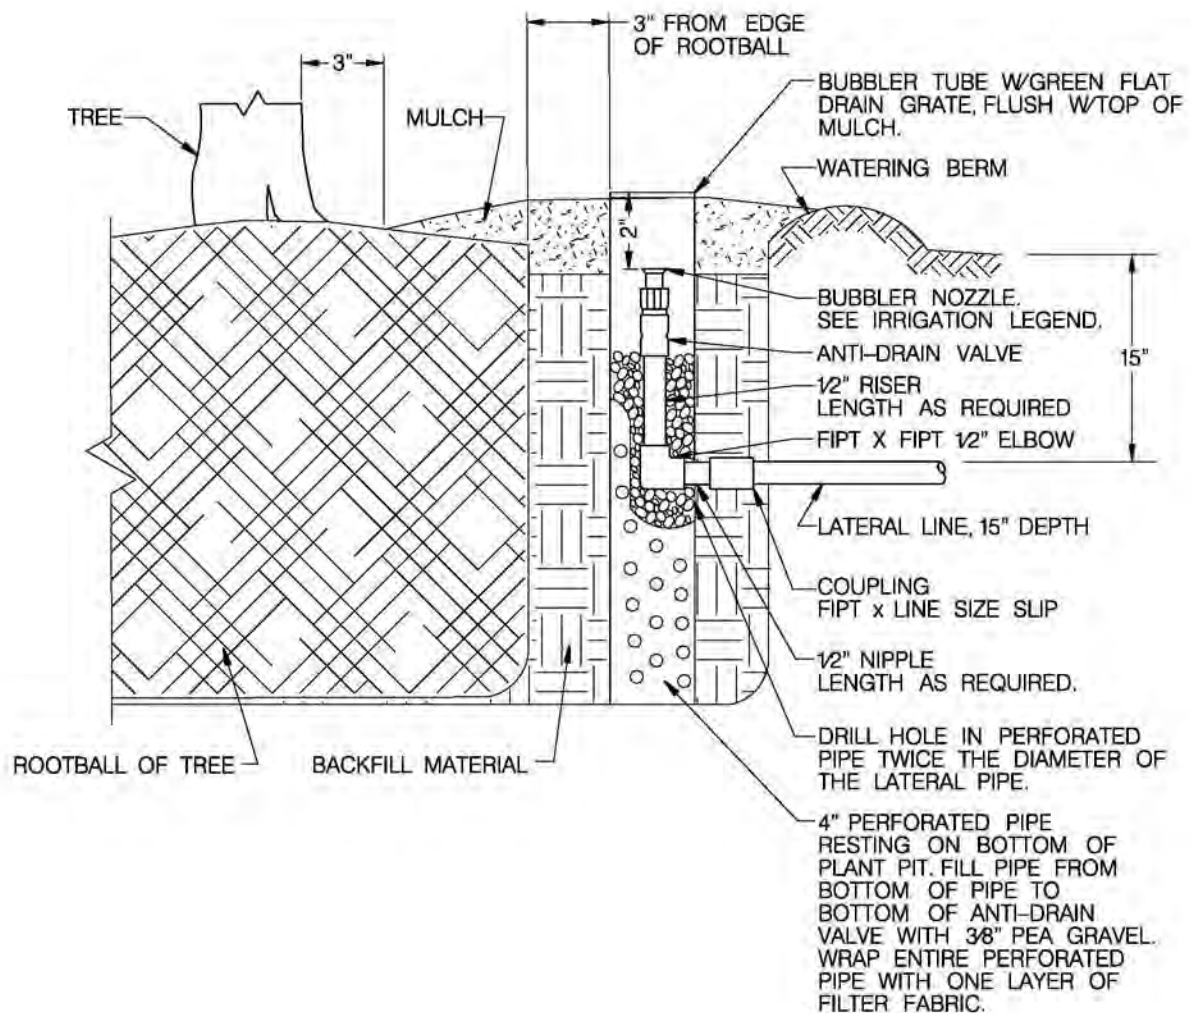 3" FROM EDGE
OF ROOTBALL
3"
TREE
MULCH
BUBBLER TUBE W/GREEN FLAT
DRAIN GRATE, FLUSH W/TOP OF
MULCH.
WATERING BERM
2"
BUBBLER NOZZLE.
SEE IRRIGATION LEGEND.
ANTI-DRAIN VALVE
15"
1/2" RISER
LENGTH AS REQUIRED
FIPT X FIPT 1/2" ELBOW
LATERAL LINE, 15" DEPTH
COUPLING
FIPT x LINE SIZE SLIP
1/2" NIPPLE
LENGTH AS REQUIRED.
ROOTBALL OF TREE
BACKFILL MATERIAL
DRILL HOLE IN PERFORATED
PIPE TWICE THE DIAMETER OF
THE LATERAL PIPE.
4" PERFORATED PIPE
RESTING ON BOTTOM OF
PLANT PIT. FILL PIPE FROM
BOTTOM OF PIPE TO
BOTTOM OF ANTI-DRAIN
VALVE WITH 3/8" PEA GRAVEL.
WRAP ENTIRE PERFORATED
PIPE WITH ONE LAYER OF
FILTER FABRIC.